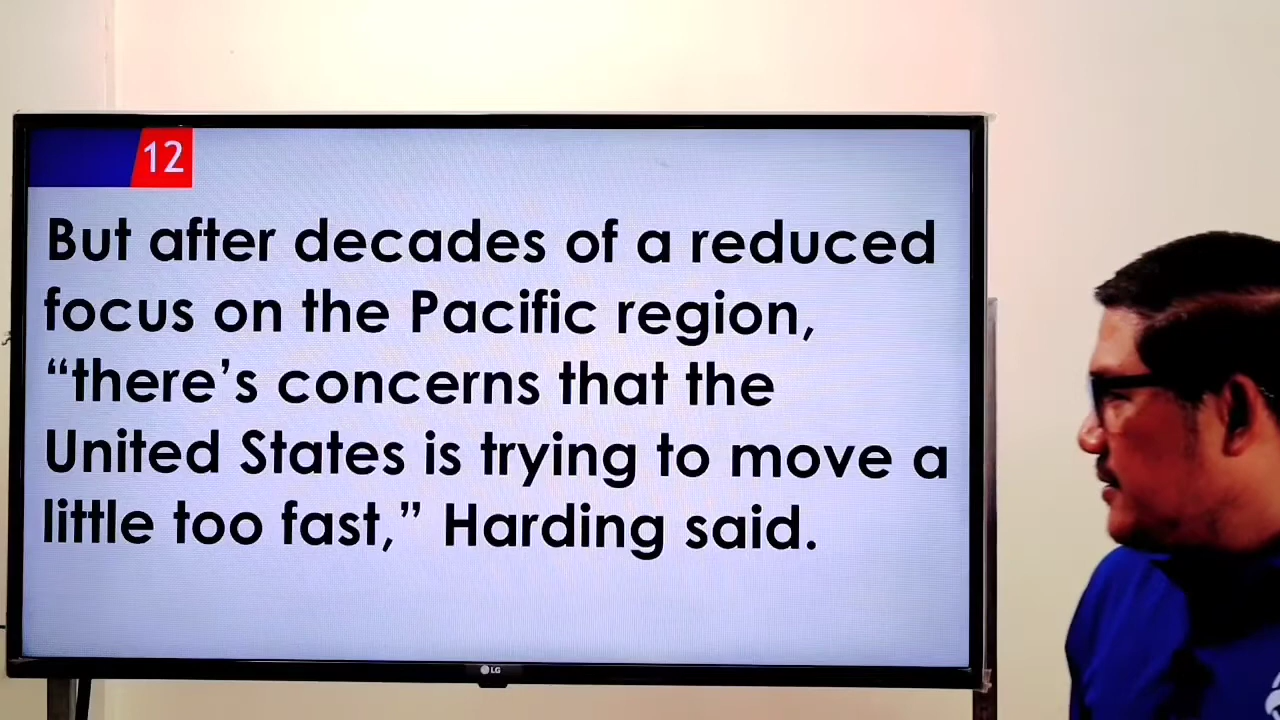 12
But after decades of a reduced
focus on the Pacific region,
“there’s concerns that the
United States is trying to move a
little too fast,” Harding said.
LG